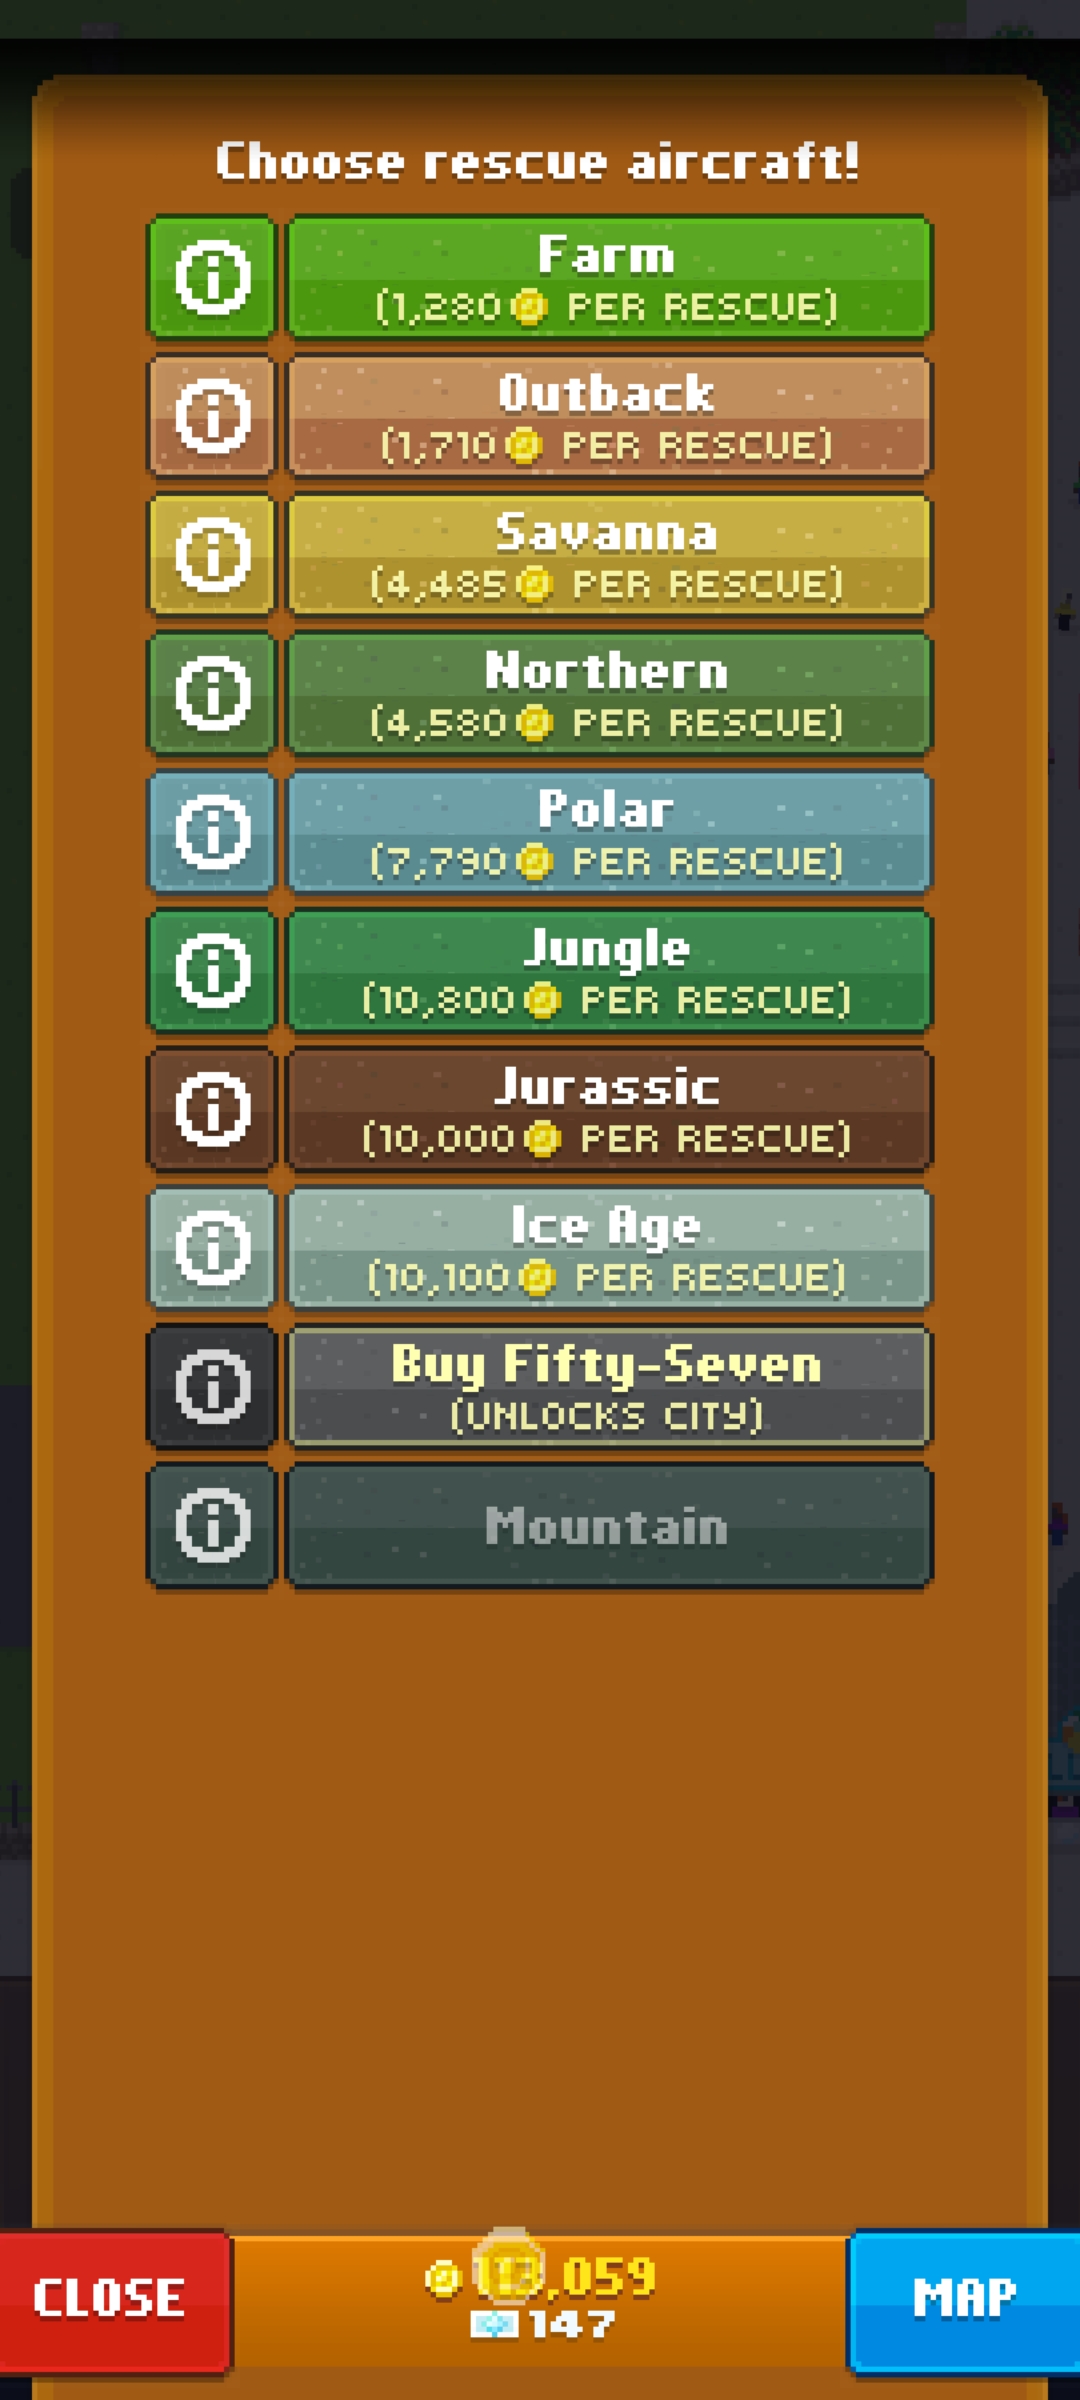 Choose rescue aircraft!
Farm
(1,280 PER RESCUE)
Outback
(1,710 PER RESCUE)
Savanna
(4,485 PER RESCUE)
Northern
(4,580 PER RESCUE)
Polar
(7,790 PER RESCUE)
Jungle
(10,800 PER RESCUE)
Jurassic
(10,000 PER RESCUE)
Ice Age
(10,100 PER RESCUE)
Buy Fifty-Seven
(UNLOCKS CITY)
Mountain
CLOSE
147
MAP